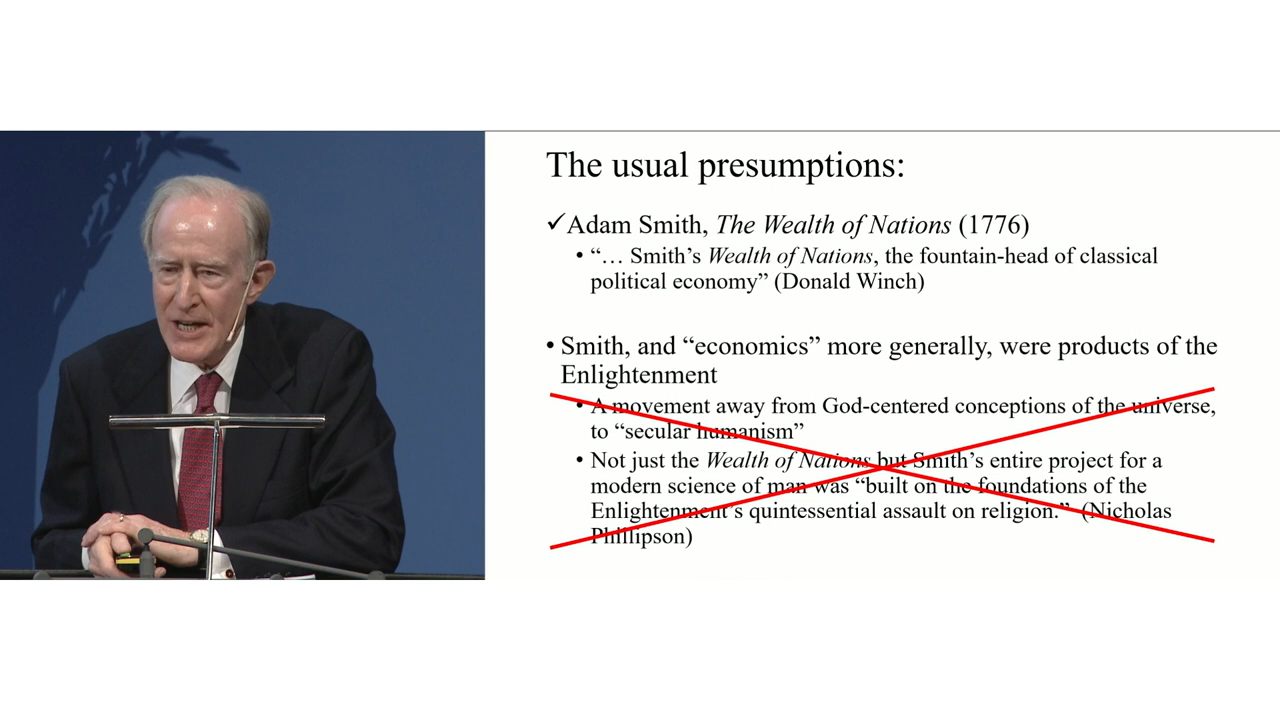 The usual presumptions:
✓Adam Smith, The Wealth of Nations (1776)
• “… Smith’s Wealth of Nations, the fountain-head of classical
political economy” (Donald Winch)
• Smith, and “economics” more generally, were products of the
Enlightenment
• A movement away from God-centered conceptions of the universe,
to “secular humanism”
• Not just the Wealth of Nations but Smith’s entire project for a
modern science of man was “built on the foundations of the
Enlightenment’s quintessential assault on religion.” (Nicholas
Phillipson)